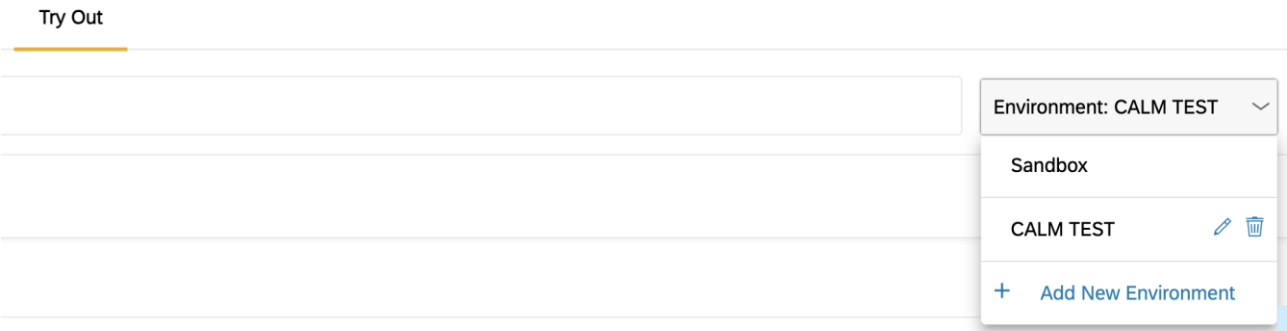 Try Out
Environment: CALM TEST
Sandbox
CALM TEST
+ Add New Environment